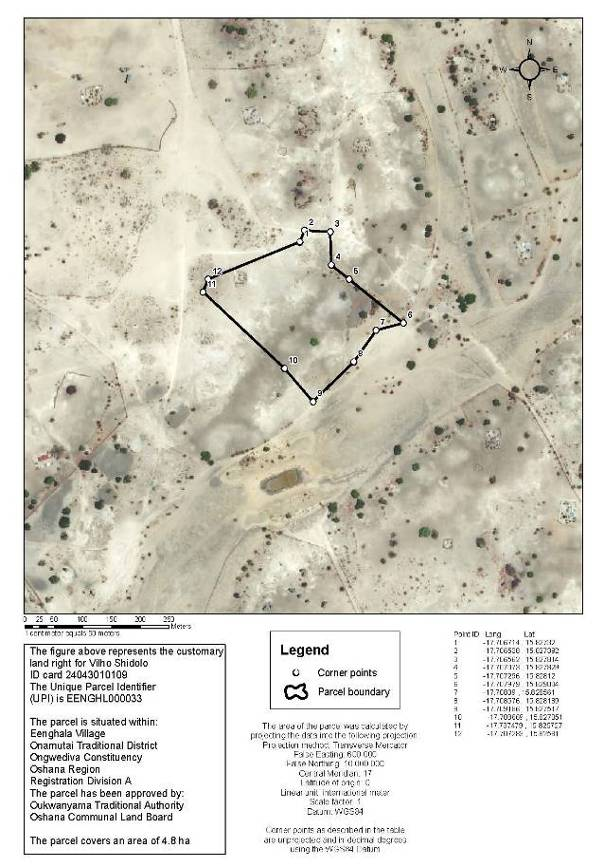 N
W E
S
2
3
1
4
5
12
11
6
7
8
10
9
0 25 50 100 150 200 250
Meters
1 centimeter equals 50 meters
The figure above represents the customary
land right for Vilho Shidolo
ID card 24043010109
The Unique Parcel Identifier
(UPI) is EENGHL000033
The parcel is situated within:
Eenghala Village
Onamutai Traditional District
Ongwediva Constituency
Oshana Region
Registration Division A
The parcel has been approved by:
Oukwanyama Traditional Authority
Oshana Communal Land Board
The parcel covers an area of 4.8 ha
Legend
Corner points
Parcel boundary
The area of the parcel was calculated by
projecting the data into the following projection
Projection method: Transverse Mercator
False Easting: 600 000
False Northing: 10 000 000
Central Meridian: 17
Latitude of origin: 0
Linear unit: international meter
Scale factor: 1
Datum: WGS84
Corner points as described in the table
are unprojected and in decimal degrees
using the WGS84 Datum
Point ID Long Lat
1
2
3
4
5
6
7
8
9
10
11
12